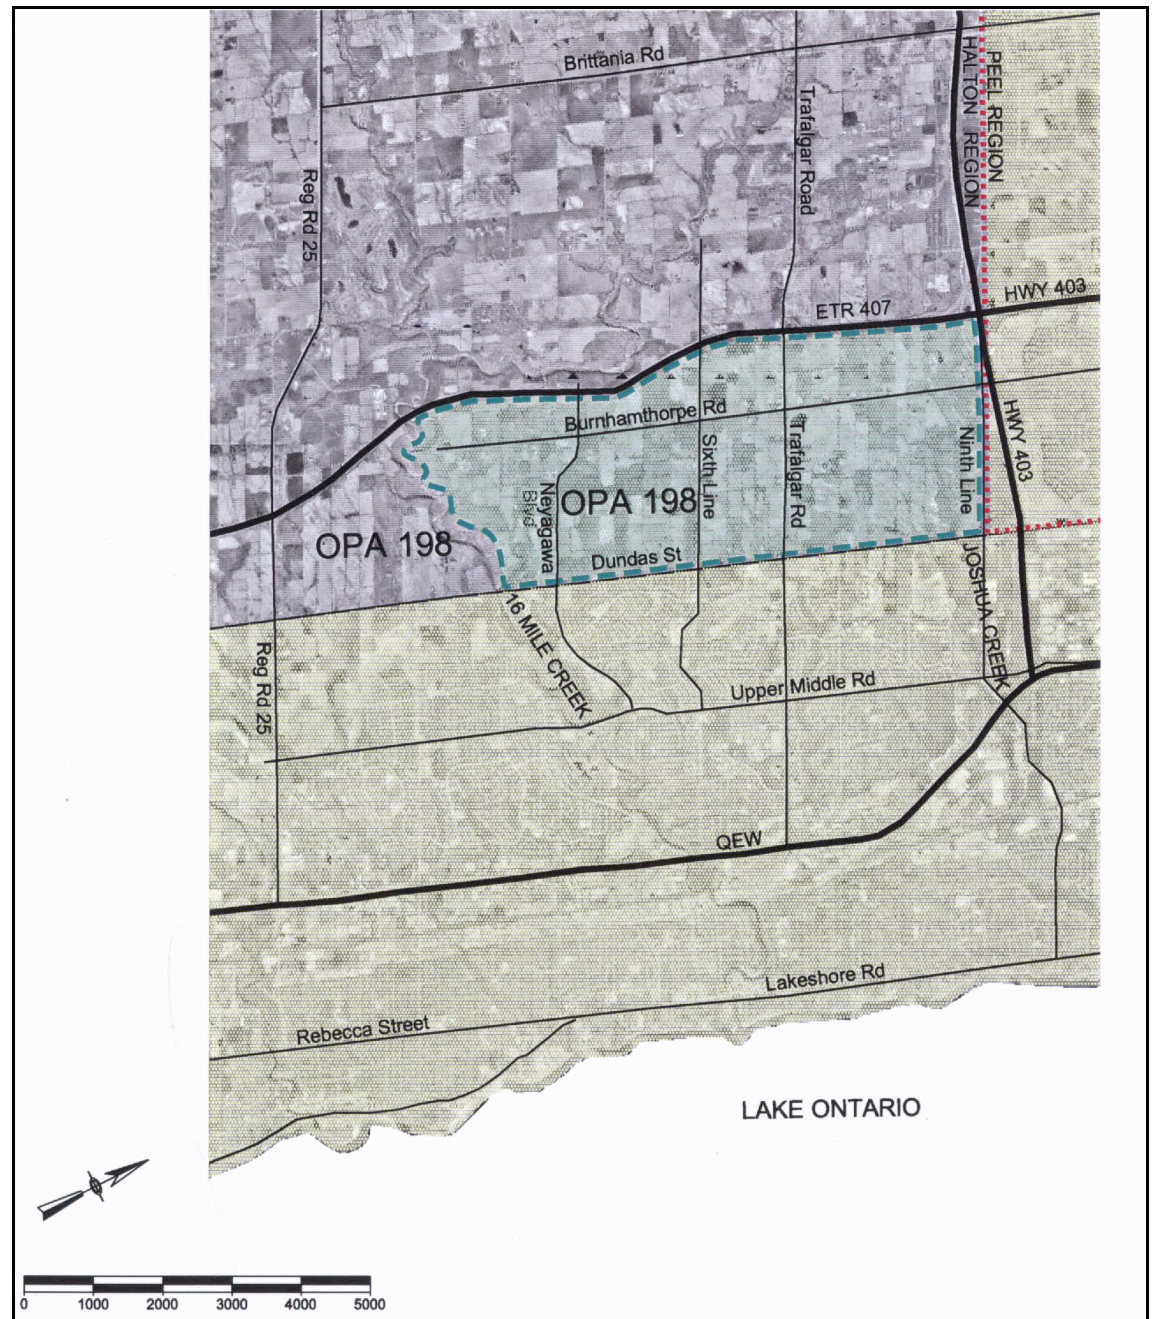 Brittania Rd
HALTON REGION
PEEL REGION
Trafalgar Road
Reg Rd 25
HWY 403
ETR 407
Burnhamthorpe Rd
HWY 403
Ninth Line
Trafalgar Rd
Sixth Line
Neyagawa
Blvd
OPA 198
OPA 198
Dundas St
JOSHUA CREEK
16 MILE CREEK
Reg Rd 25
Upper Middle Rd
QEW
Lakeshore Rd
Rebecca Street
LAKE ONTARIO
0 1000 2000 3000 4000 5000